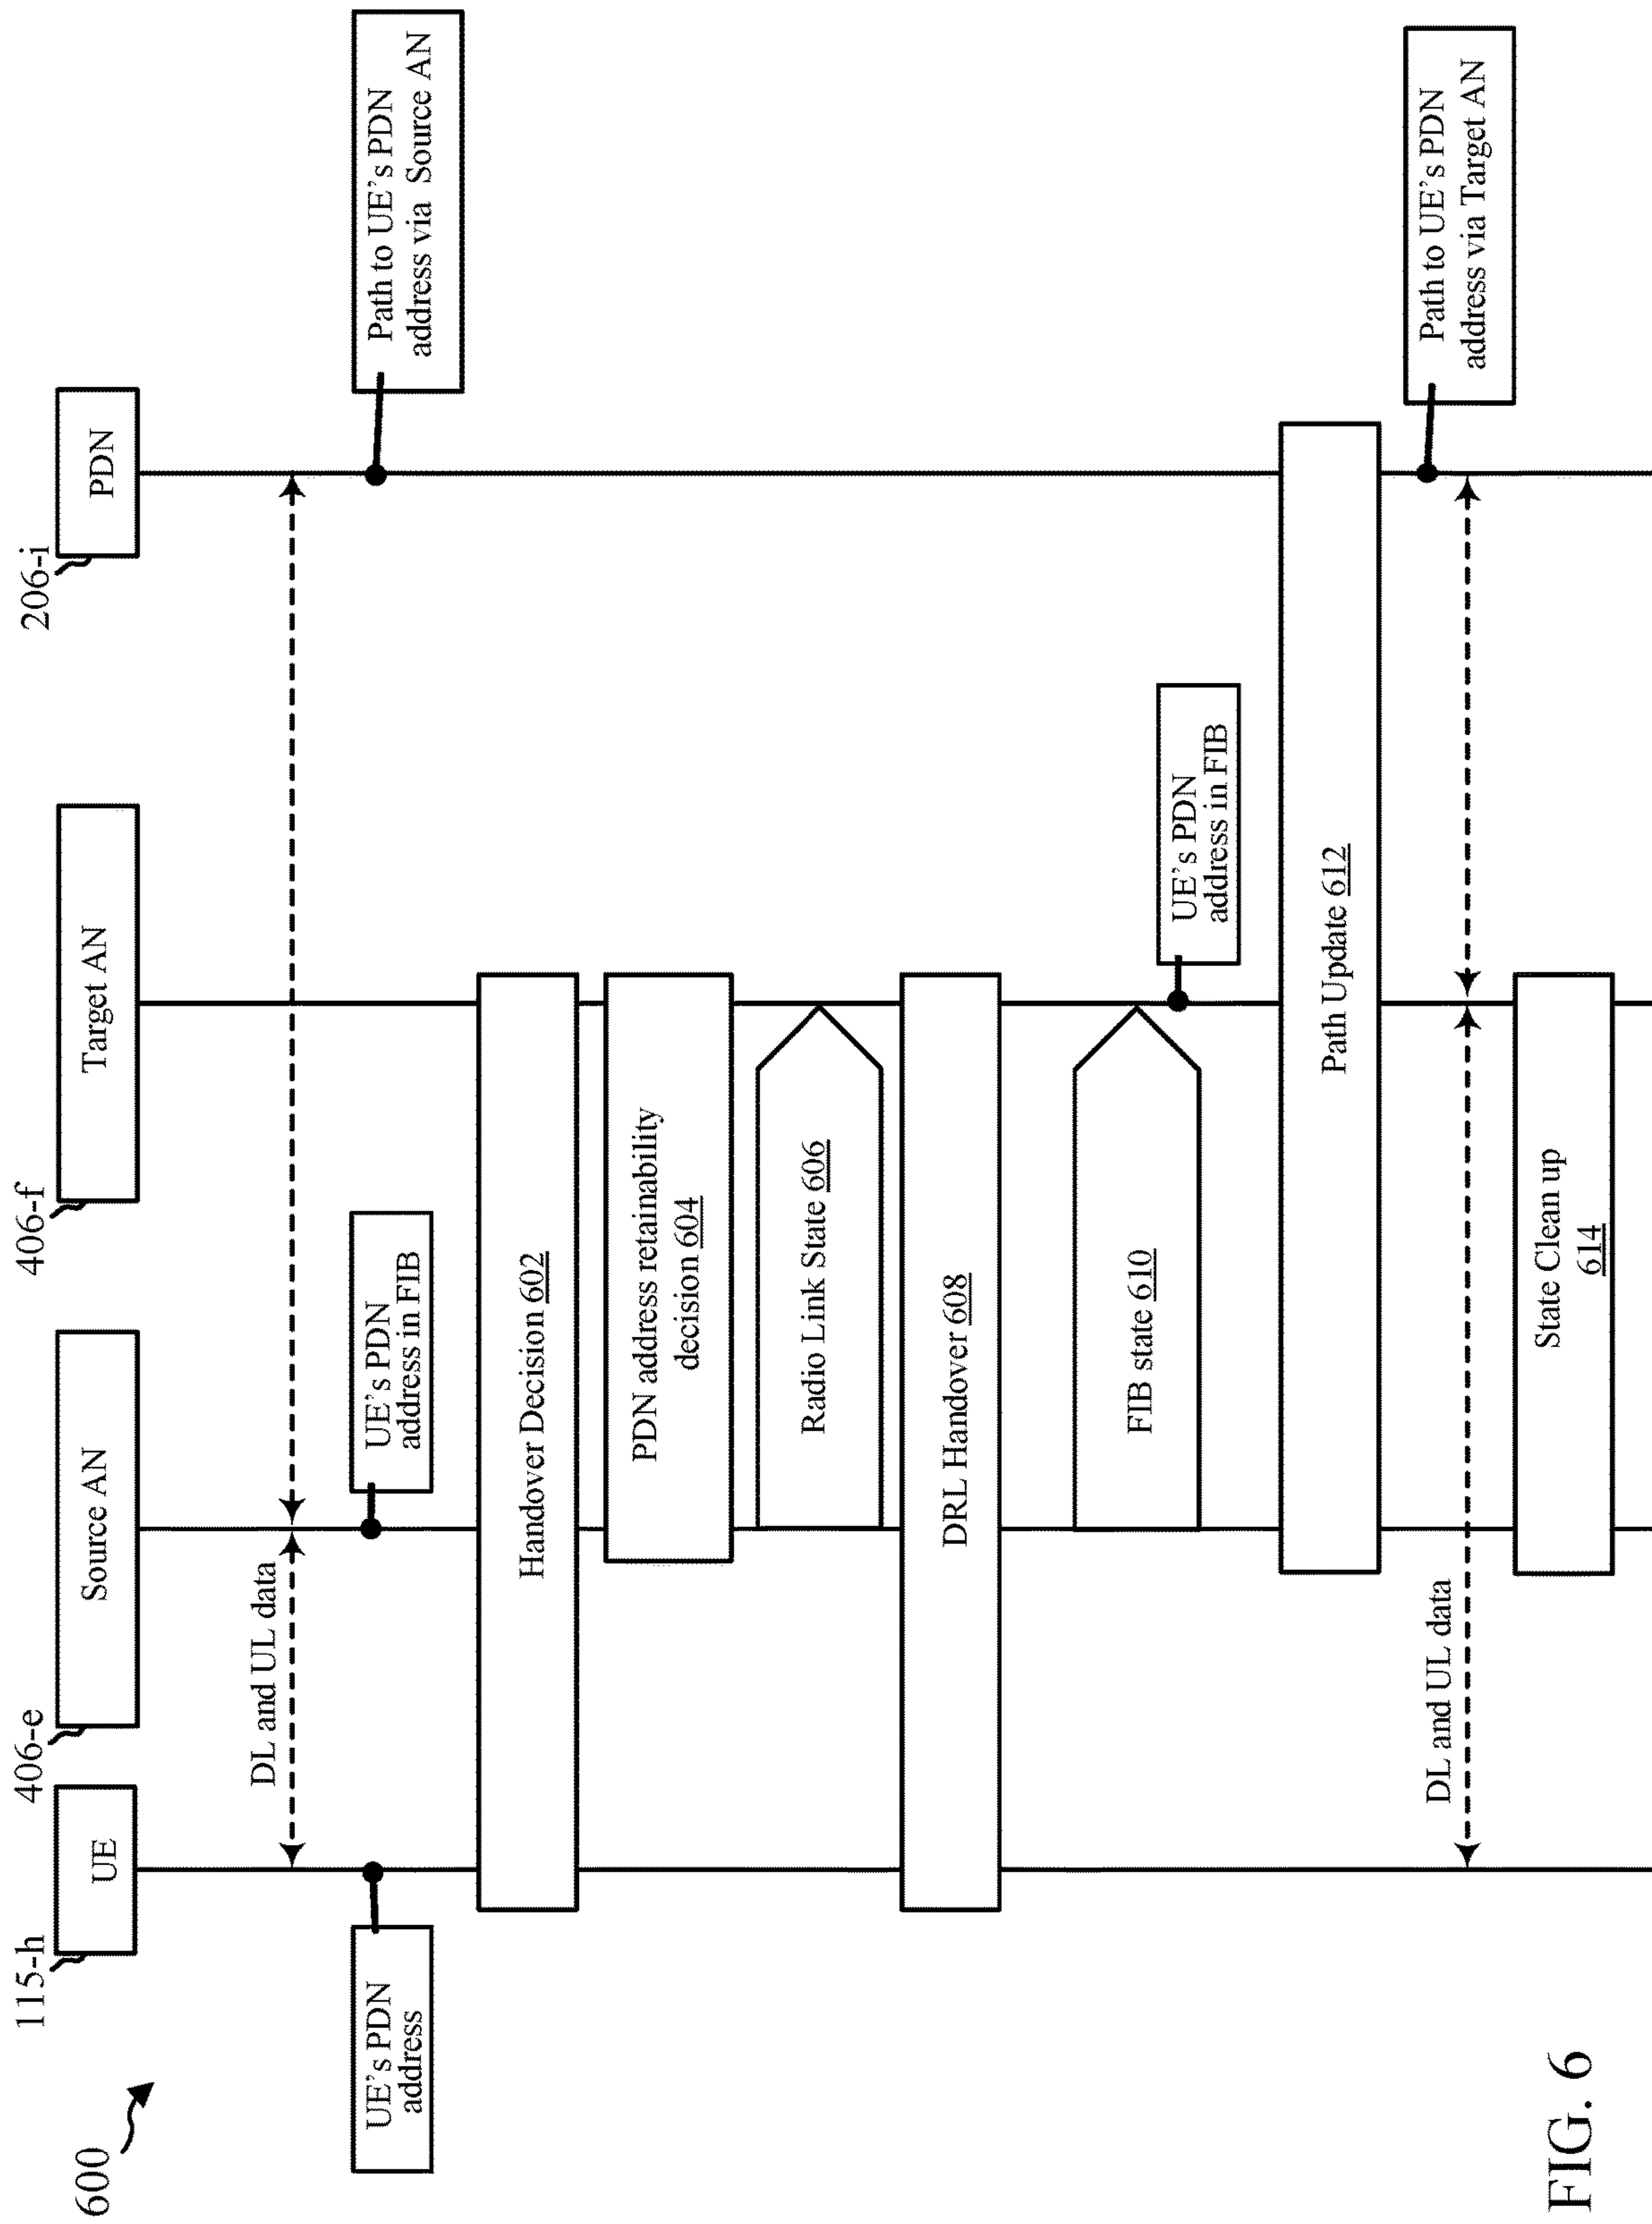 600
115-h
406-e
406-f
206-i
UE
Source AN
Target AN
PDN
DL and UL data
UE's PDN
address
UE's PDN
address in FIB
Path to UE's PDN
address via Source AN
Handover Decision 602
PDN address retainability
decision 604
Radio Link State 606
DRL Handover 608
FIB state 610
UE's PDN
address in FIB
Path Update 612
Path to UE's PDN
address via Target AN
DL and UL data
State Clean up
614
FIG. 6